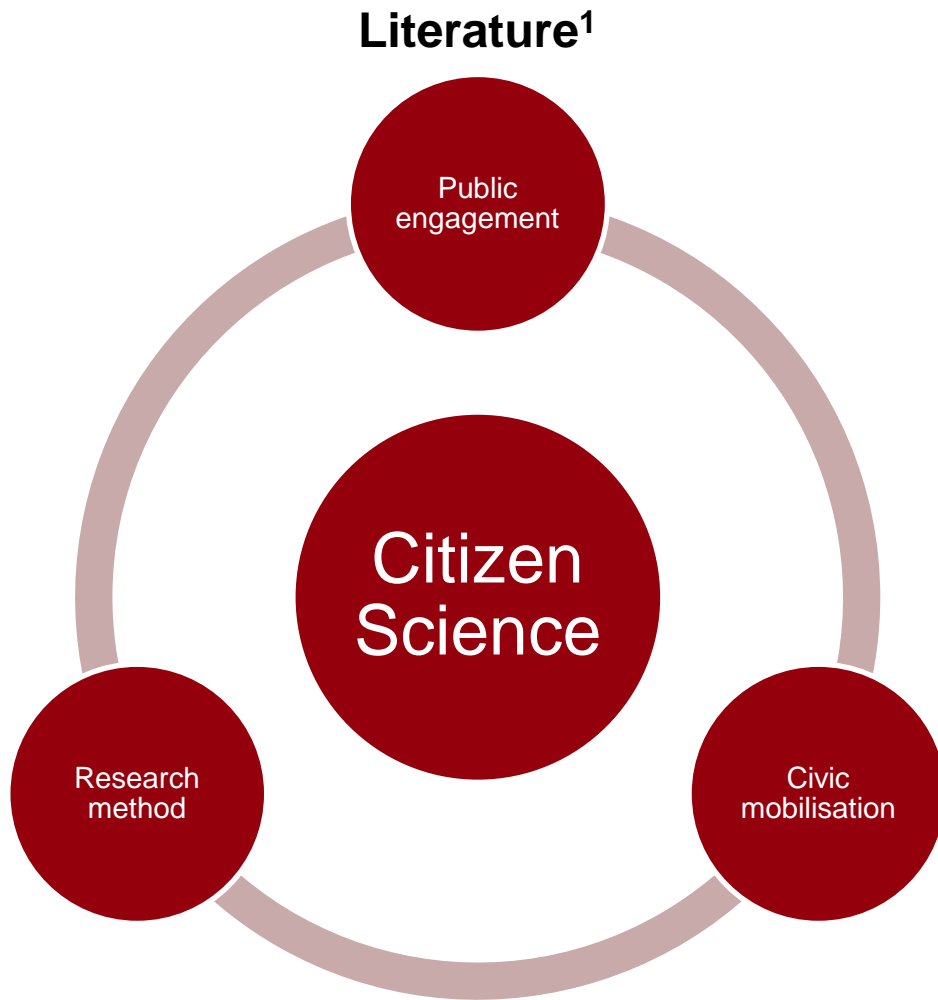 Literature¹
Public
engagement
Citizen
Science
Research
method
Civic
mobilisation